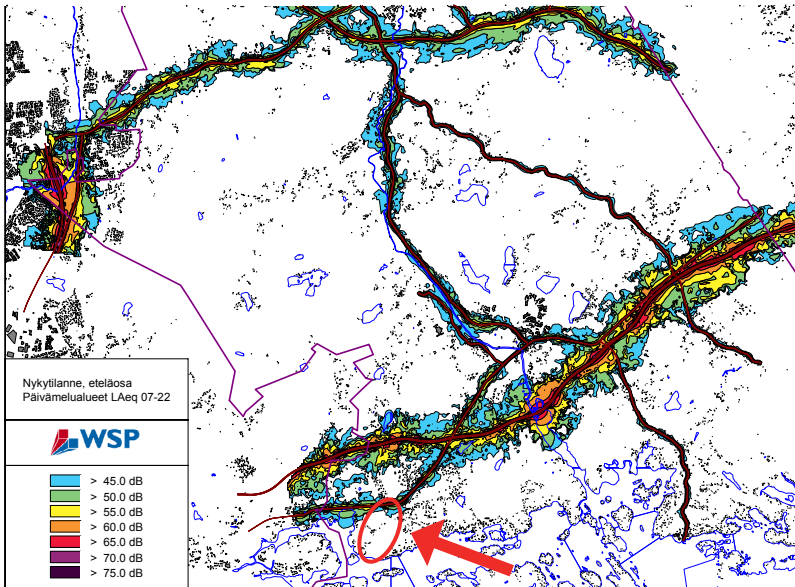 Nykytilanne, eteläosa
Päivämelualueet LAeq 07-22
WSP
> 45.0 dB
> 50.0 dB
> 55.0 dB
> 60.0 dB
> 65.0 dB
> 70.0 dB
> 75.0 dB